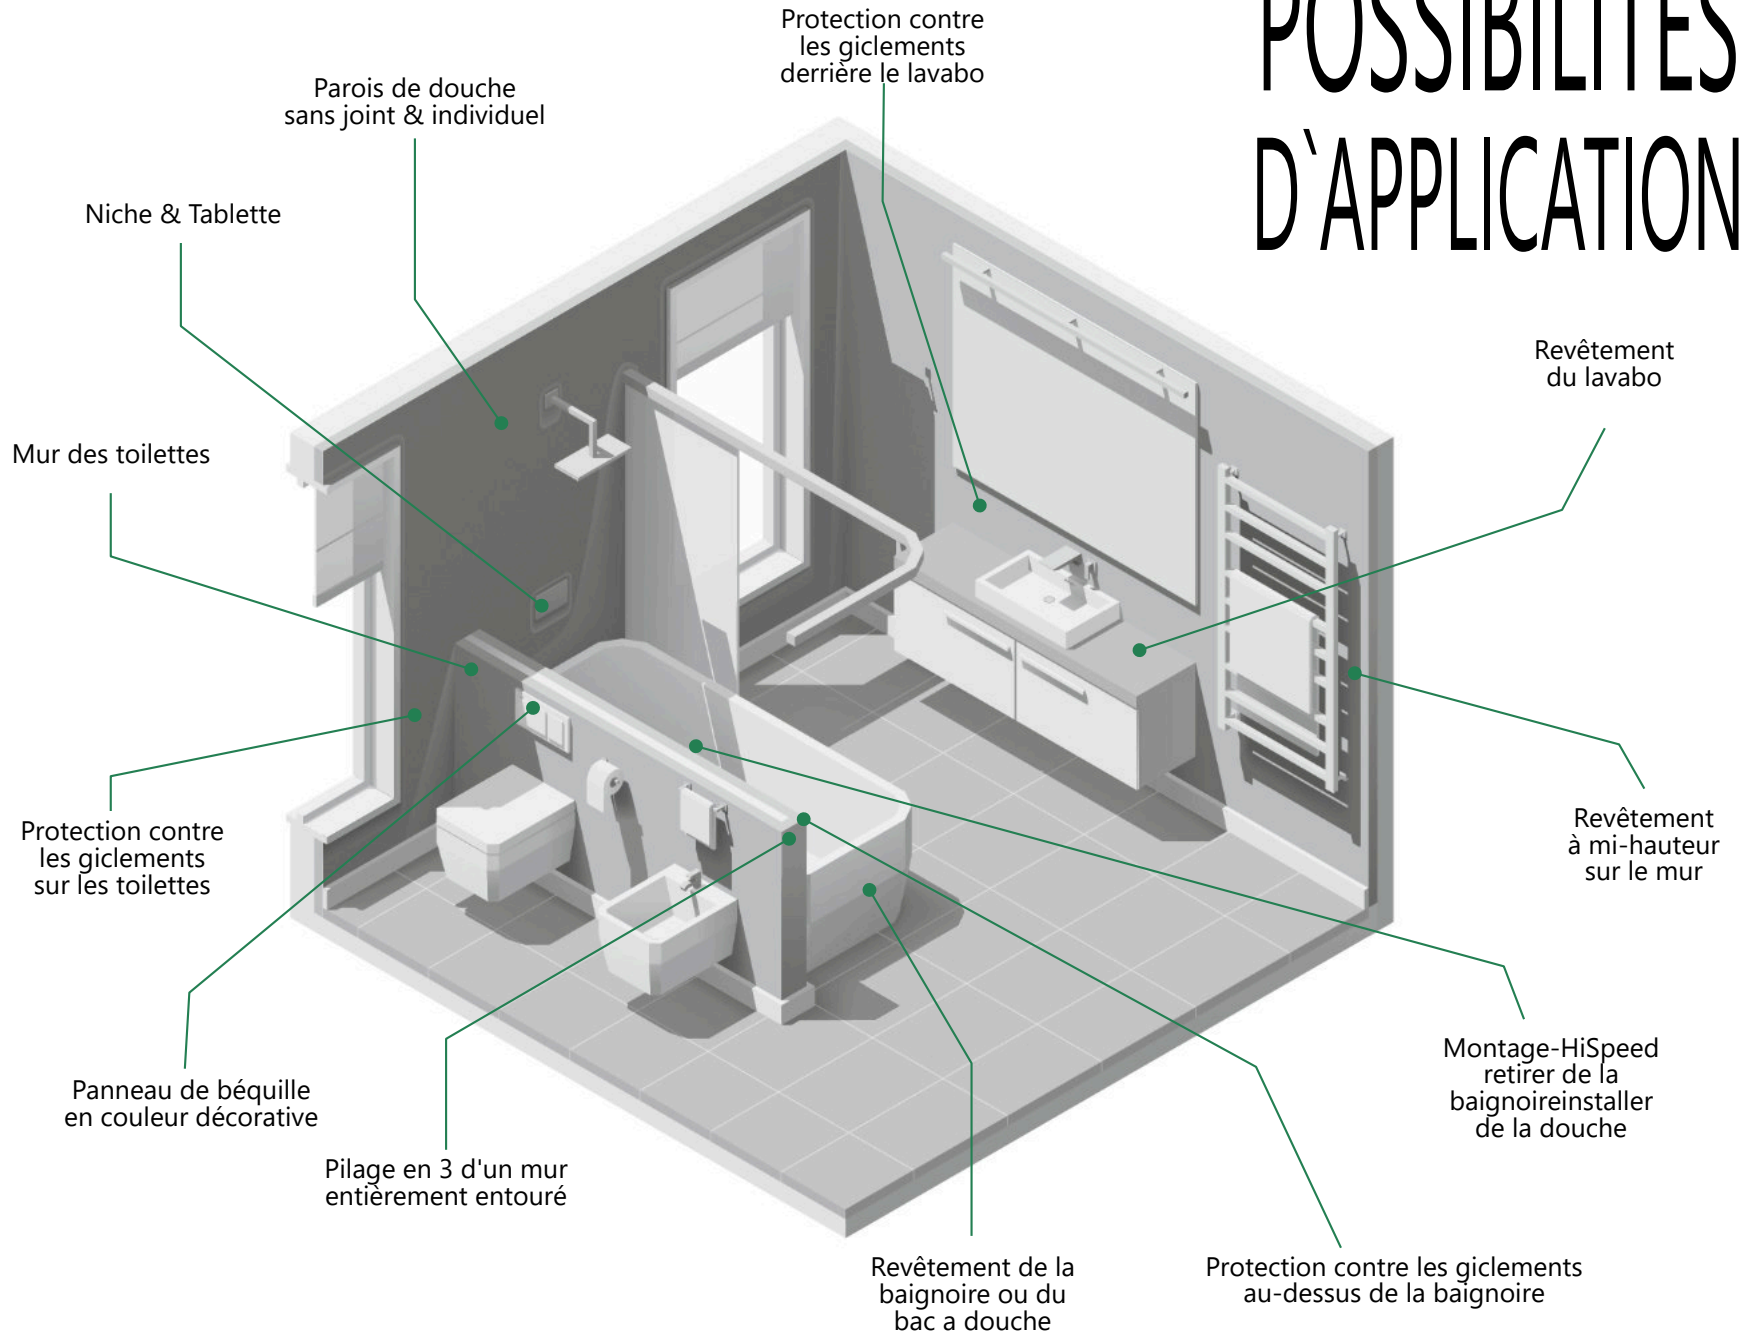 POSSIBILITES
D`APPLICATION
Protection contre
les giclements
derrière le lavabo
Parois de douche
sans joint & individuel
Niche & Tablette
Mur des toilettes
Revêtement
du lavabo
Protection contre
les giclements
sur les toilettes
Revêtement
à mi-hauteur
sur le mur
Panneau de béquille
en couleur décorative
Pilage en 3 d'un mur
entièrement entouré
Montage-HiSpeed
retirer de la
baignoireinstaller
de la douche
Revêtement de la
baignoire ou du
bac a douche
Protection contre les giclements
au-dessus de la baignoire